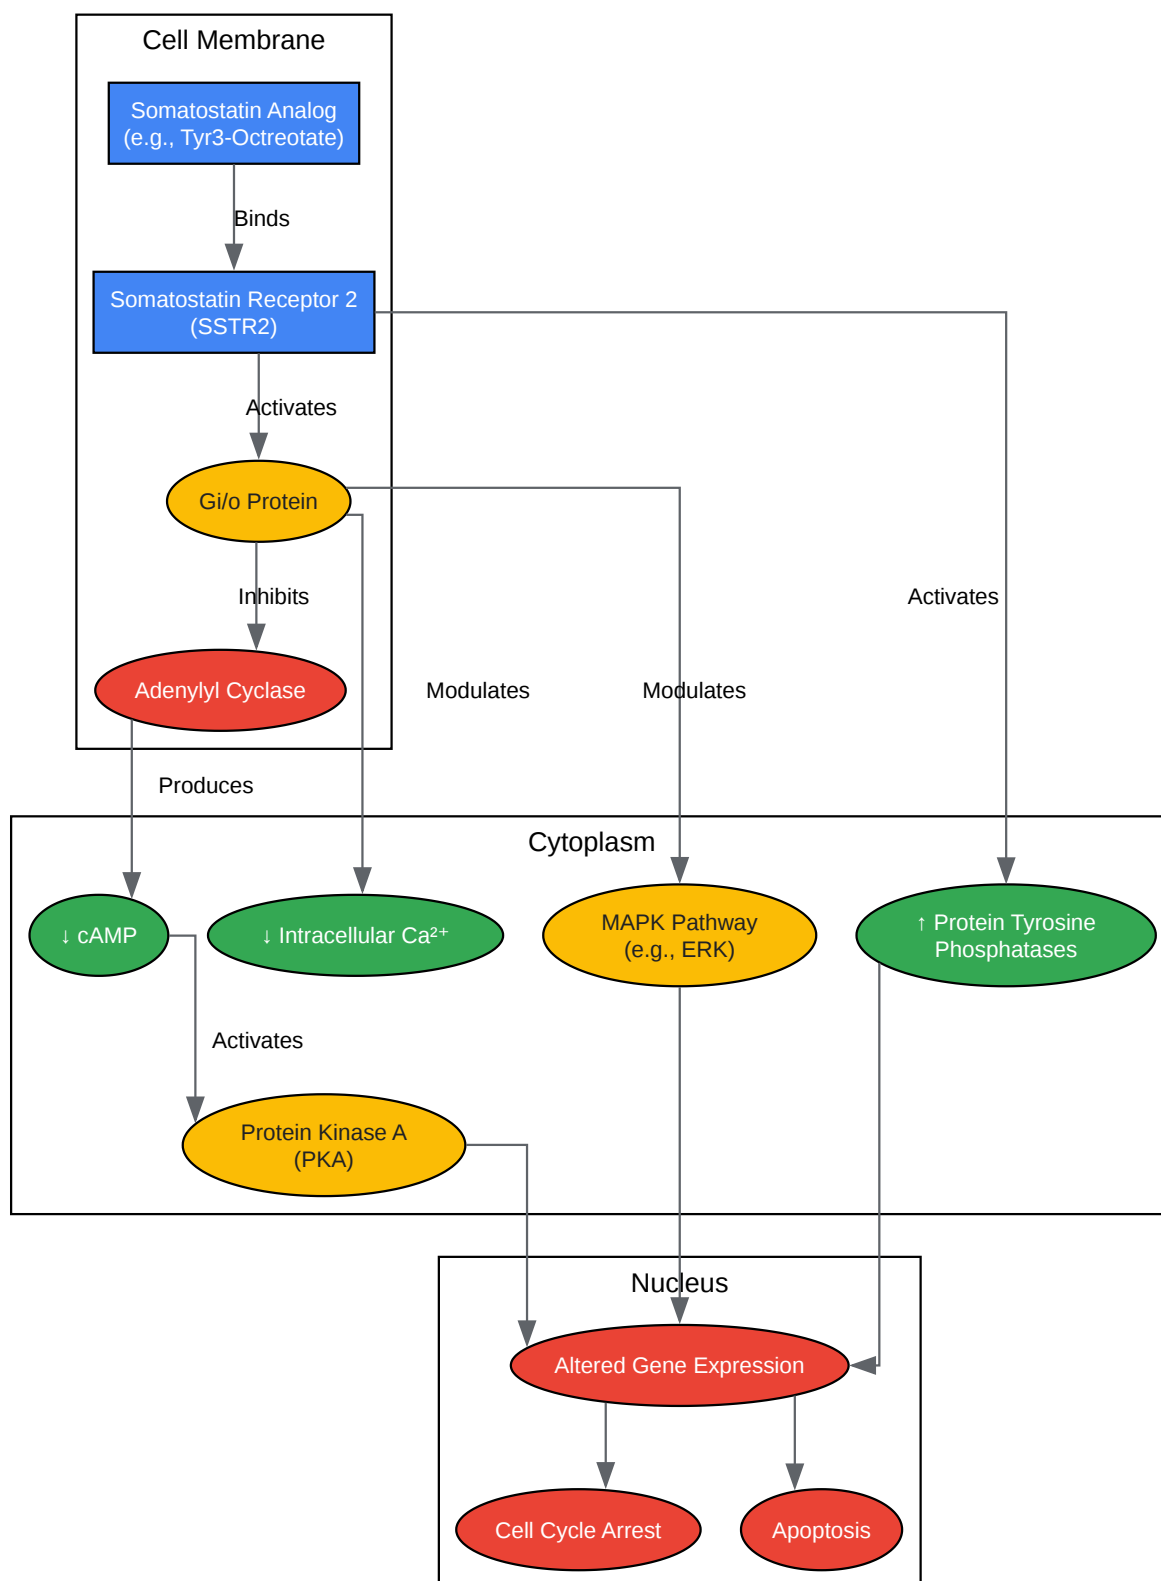 Cell Membrane
Somatostatin Analog
(e.g., Tyr3-Octreotate)
Binds
Somatostatin Receptor 2
(SSTR2)
Activates
Gi/o Protein
Inhibits
Activates
Adenylyl Cyclase
Modulates
Modulates
Produces
Cytoplasm
↓ cAMP
↓ Intracellular Ca²⁺
MAPK Pathway
(e.g., ERK)
↑ Protein Tyrosine
Phosphatases
Activates
Protein Kinase A
(PKA)
Nucleus
Altered Gene Expression
Cell Cycle Arrest
Apoptosis